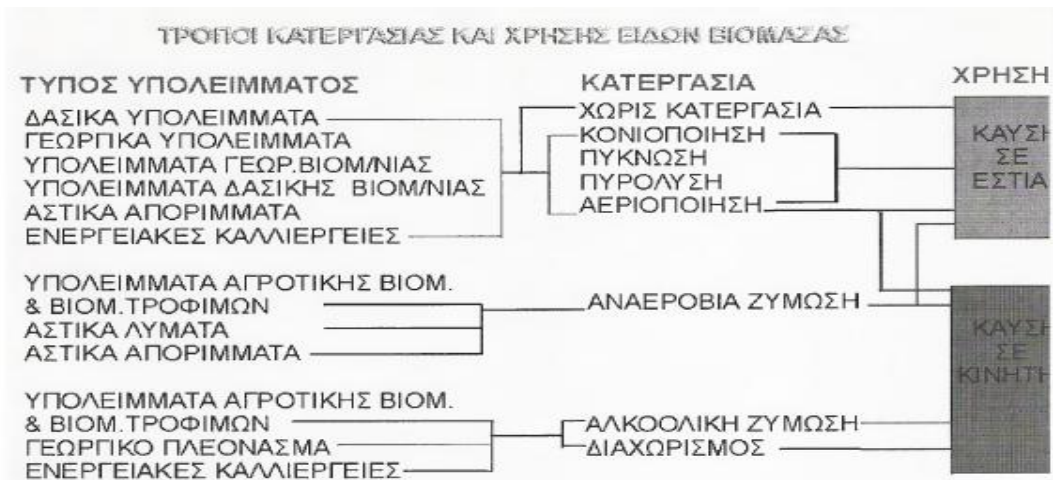 ΤΡΟΠΟΙ ΚΑΤΕΡΓΑΣΙΑΣ ΚΑΙ ΧΡΗΣΗΣ ΕΙΔΩΝ ΒΙΟΜΑΖΑΣ
ΤΥΠΟΣ ΥΠΟΛΕΙΜΜΑΤΟΣ
ΔΑΣΙΚΑ ΥΠΟΛΕΙΜΜΑΤΑ
ΓΕΩΡΓΙΚΑ ΥΠΟΛΕΙΜΜΑΤΑ
ΥΠΟΛΕΙΜΜΑΤΑ ΓΕΩΡ.ΒΙΟΜ/ΝΙΑΣ
ΥΠΟΛΕΙΜΜΑΤΑ ΔΑΣΙΚΗΣ ΒΙΟΜ/ΝΙΑΣ
ΑΣΤΙΚΑ ΑΠΟΡΙΜΜΑΤΑ
ΕΝΕΡΓΕΙΑΚΕΣ ΚΑΛΛΙΕΡΓΕΙΕΣ
ΥΠΟΛΕΙΜΜΑΤΑ ΑΓΡΟΤΙΚΗΣ ΒΙΟΜ.
& ΒΙΟΜ.ΤΡΟΦΙΜΩΝ
ΑΣΤΙΚΑ ΛΥΜΑΤΑ
ΑΣΤΙΚΑ ΑΠΟΡΙΜΜΑΤΑ
ΥΠΟΛΕΙΜΜΑΤΑ ΑΓΡΟΤΙΚΗΣ ΒΙΟΜ.
& ΒΙΟΜ.ΤΡΟΦΙΜΩΝ
ΓΕΩΡΓΙΚΟ ΠΛΕΟΝΑΣΜΑ
ΕΝΕΡΓΕΙΑΚΕΣ ΚΑΛΛΙΕΡΓΕΙΕΣ
ΚΑΤΕΡΓΑΣΙΑ
ΧΩΡΙΣ ΚΑΤΕΡΓΑΣΙΑ
ΚΟΝΙΟΠΟΙΗΣΗ
ΠΥΚΝΩΣΗ
ΠΥΡΟΛΥΣΗ
ΑΕΡΙΟΠΟΙΗΣΗ
ΑΝΑΕΡΟΒΙΑ ΖΥΜΩΣΗ
ΑΛΚΟΟΛΙΚΗ ΖΥΜΩΣΗ
ΔΙΑΧΩΡΙΣΜΟΣ
ΧΡΗΣΗ
ΚΑΥΣΗ
ΣΕ
ΕΣΤΙΑ
ΚΑΥΣΗ
ΣΕ
ΚΙΝΗΤΗ